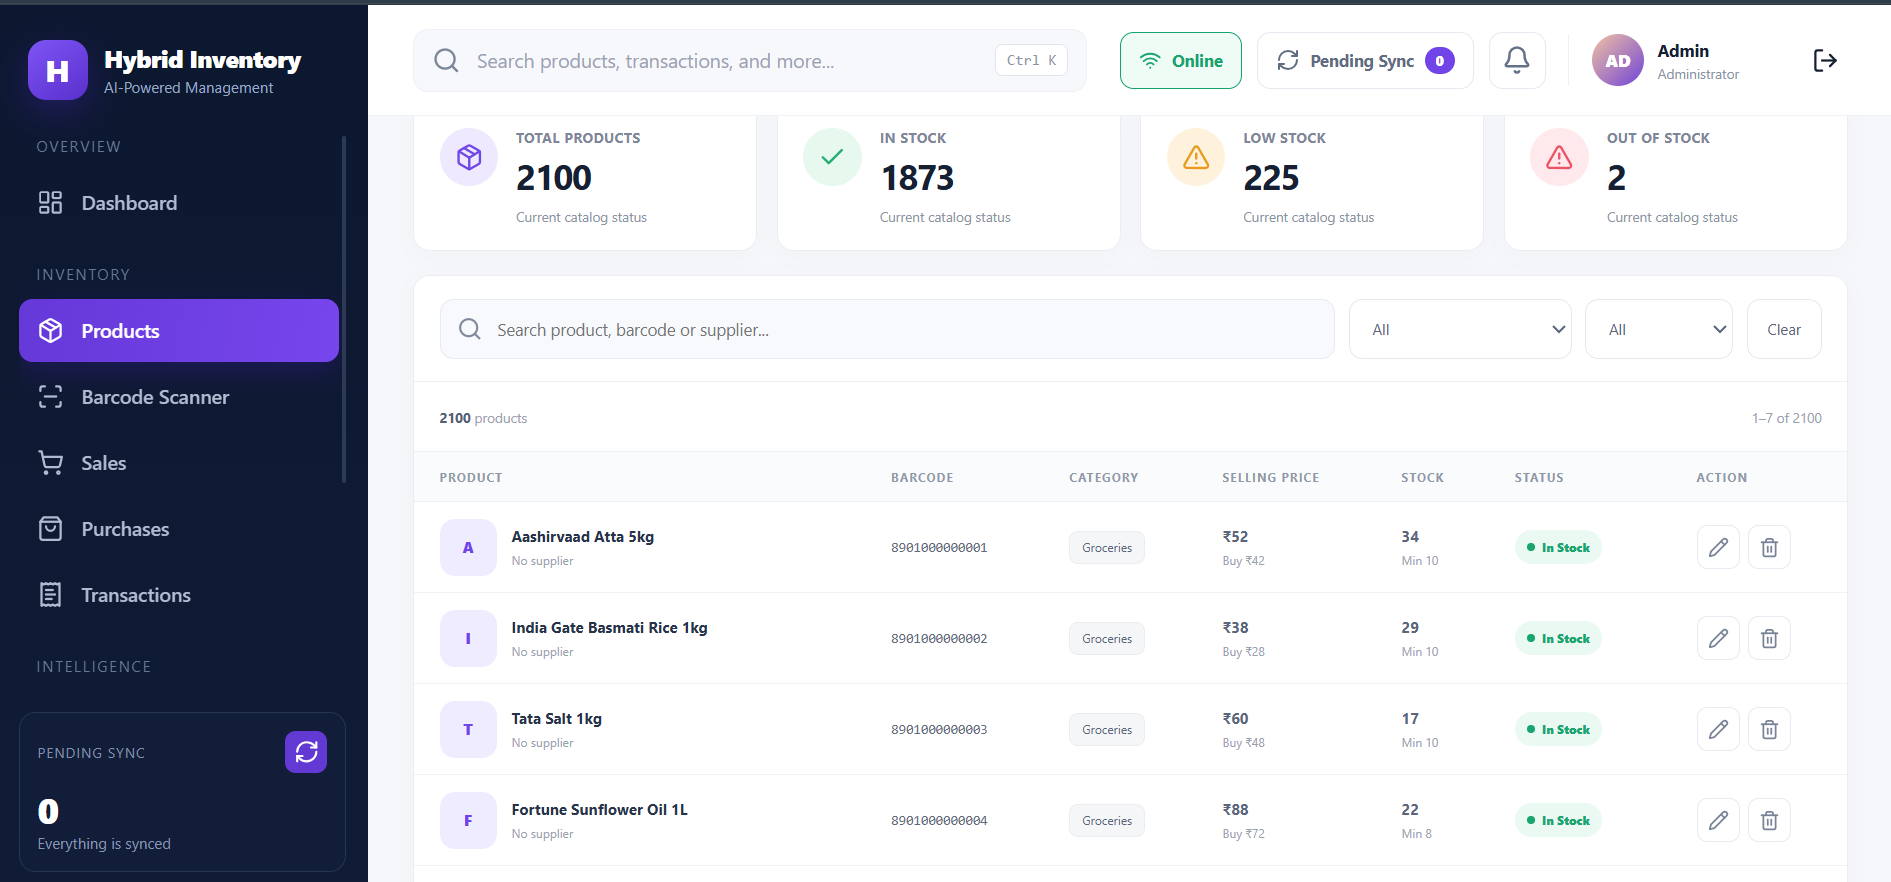 H
Hybrid Inventory
AI-Powered Management
OVERVIEW
Dashboard
INVENTORY
Products
Barcode Scanner
Sales
Purchases
Transactions
INTELLIGENCE
PENDING SYNC
0
Everything is synced
Search products, transactions, and more...
Ctrl K
Online
Pending Sync 0
AD
Admin
Administrator
TOTAL PRODUCTS
2100
Current catalog status
IN STOCK
1873
Current catalog status
LOW STOCK
225
Current catalog status
OUT OF STOCK
2
Current catalog status
Search product, barcode or supplier...
All
All
Clear
2100 products
1–7 of 2100
PRODUCT BARCODE CATEGORY SELLING PRICE STOCK STATUS ACTION
A
Aashirvaad Atta 5kg
No supplier
8901000000001
Groceries
₹52
Buy ₹42
34
Min 10
In Stock
I
India Gate Basmati Rice 1kg
No supplier
8901000000002
Groceries
₹38
Buy ₹28
29
Min 10
In Stock
T
Tata Salt 1kg
No supplier
8901000000003
Groceries
₹60
Buy ₹48
17
Min 10
In Stock
F
Fortune Sunflower Oil 1L
No supplier
8901000000004
Groceries
₹88
Buy ₹72
22
Min 8
In Stock